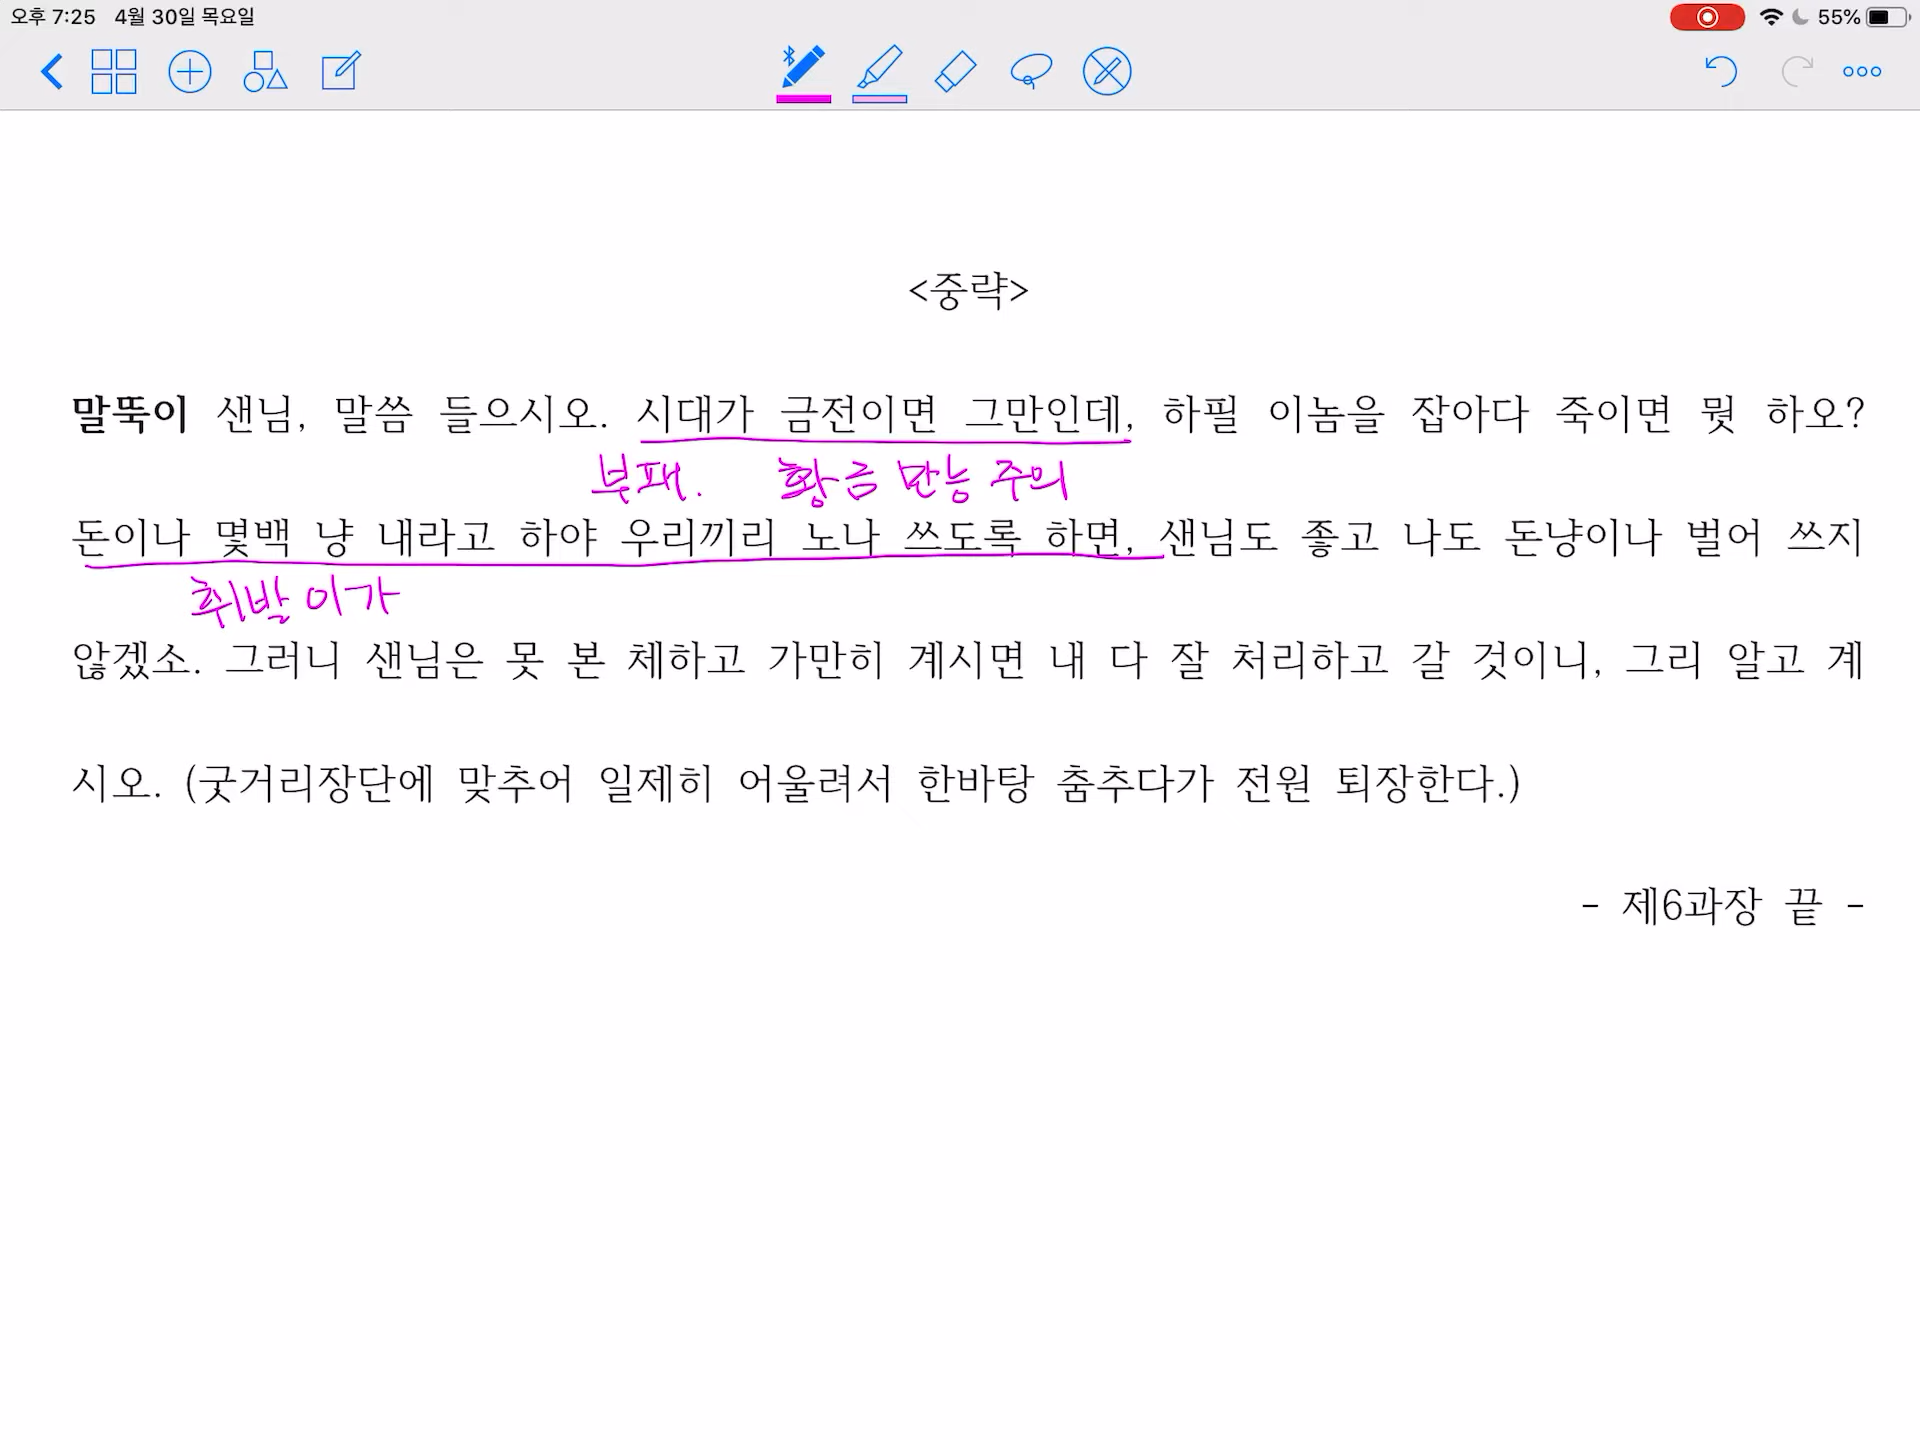 오후 7:25 4월 30일 목요일 55%
<중략>
말뚝이 샌님, 말씀 들으시오. 시대가 금전이면 그만인데, 하필 이놈을 잡아다 죽이면 뭣 하오?
부패. 황금 만능 주의
돈이나 몇백 냥 내라고 하야 우리끼리 노나 쓰도록 하면, 샌님도 좋고 나도 돈냥이나 벌어 쓰지
취발이가
않겠소. 그러니 샌님은 못 본 체하고 가만히 계시면 내 다 잘 처리하고 갈 것이니, 그리 알고 계
시오. (굿거리장단에 맞추어 일제히 어울려서 한바탕 춤추다가 전원 퇴장한다.)
- 제6과장 끝 -